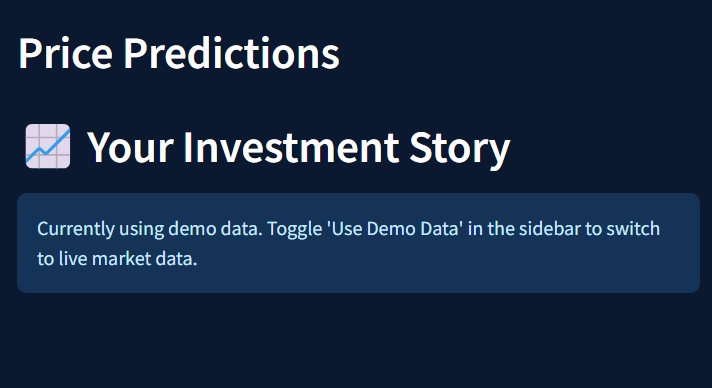 Price Predictions
Your Investment Story
Currently using demo data. Toggle 'Use Demo Data' in the sidebar to switch
to live market data.